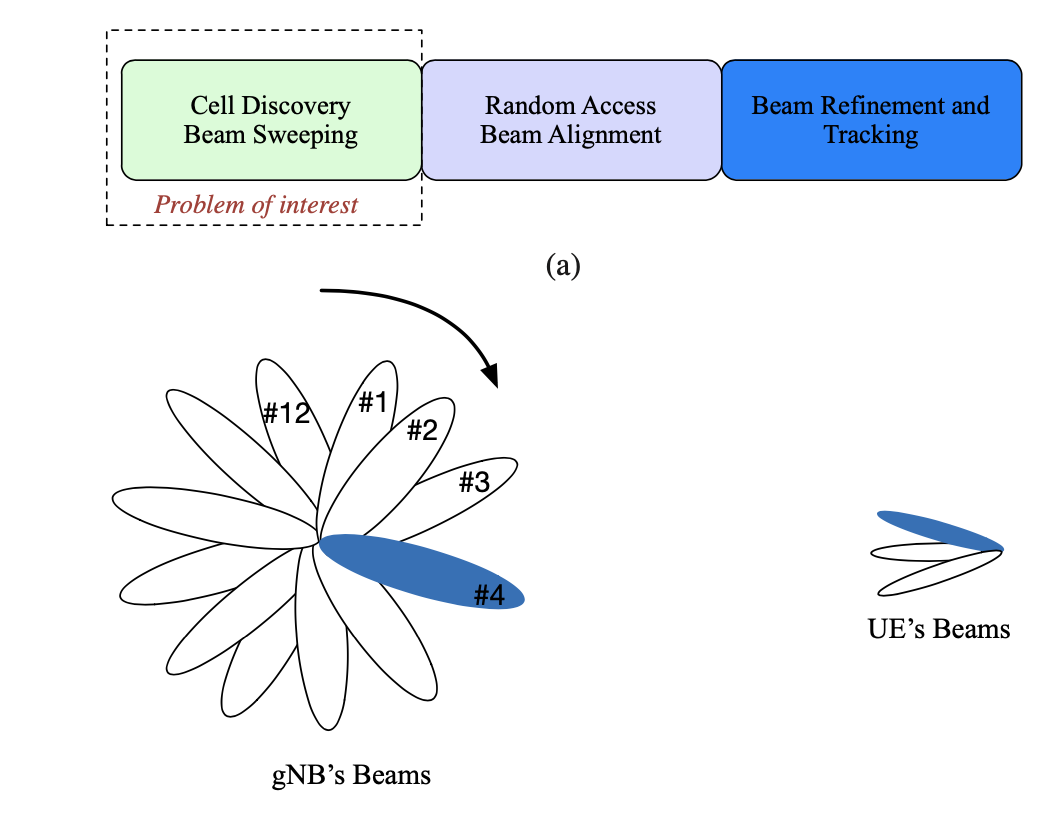 Cell Discovery
Beam Sweeping
Random Access
Beam Alignment
Beam Refinement and
Tracking
Problem of interest
(a)
#12
#1
#2
#3
#4
UE’s Beams
gNB’s Beams